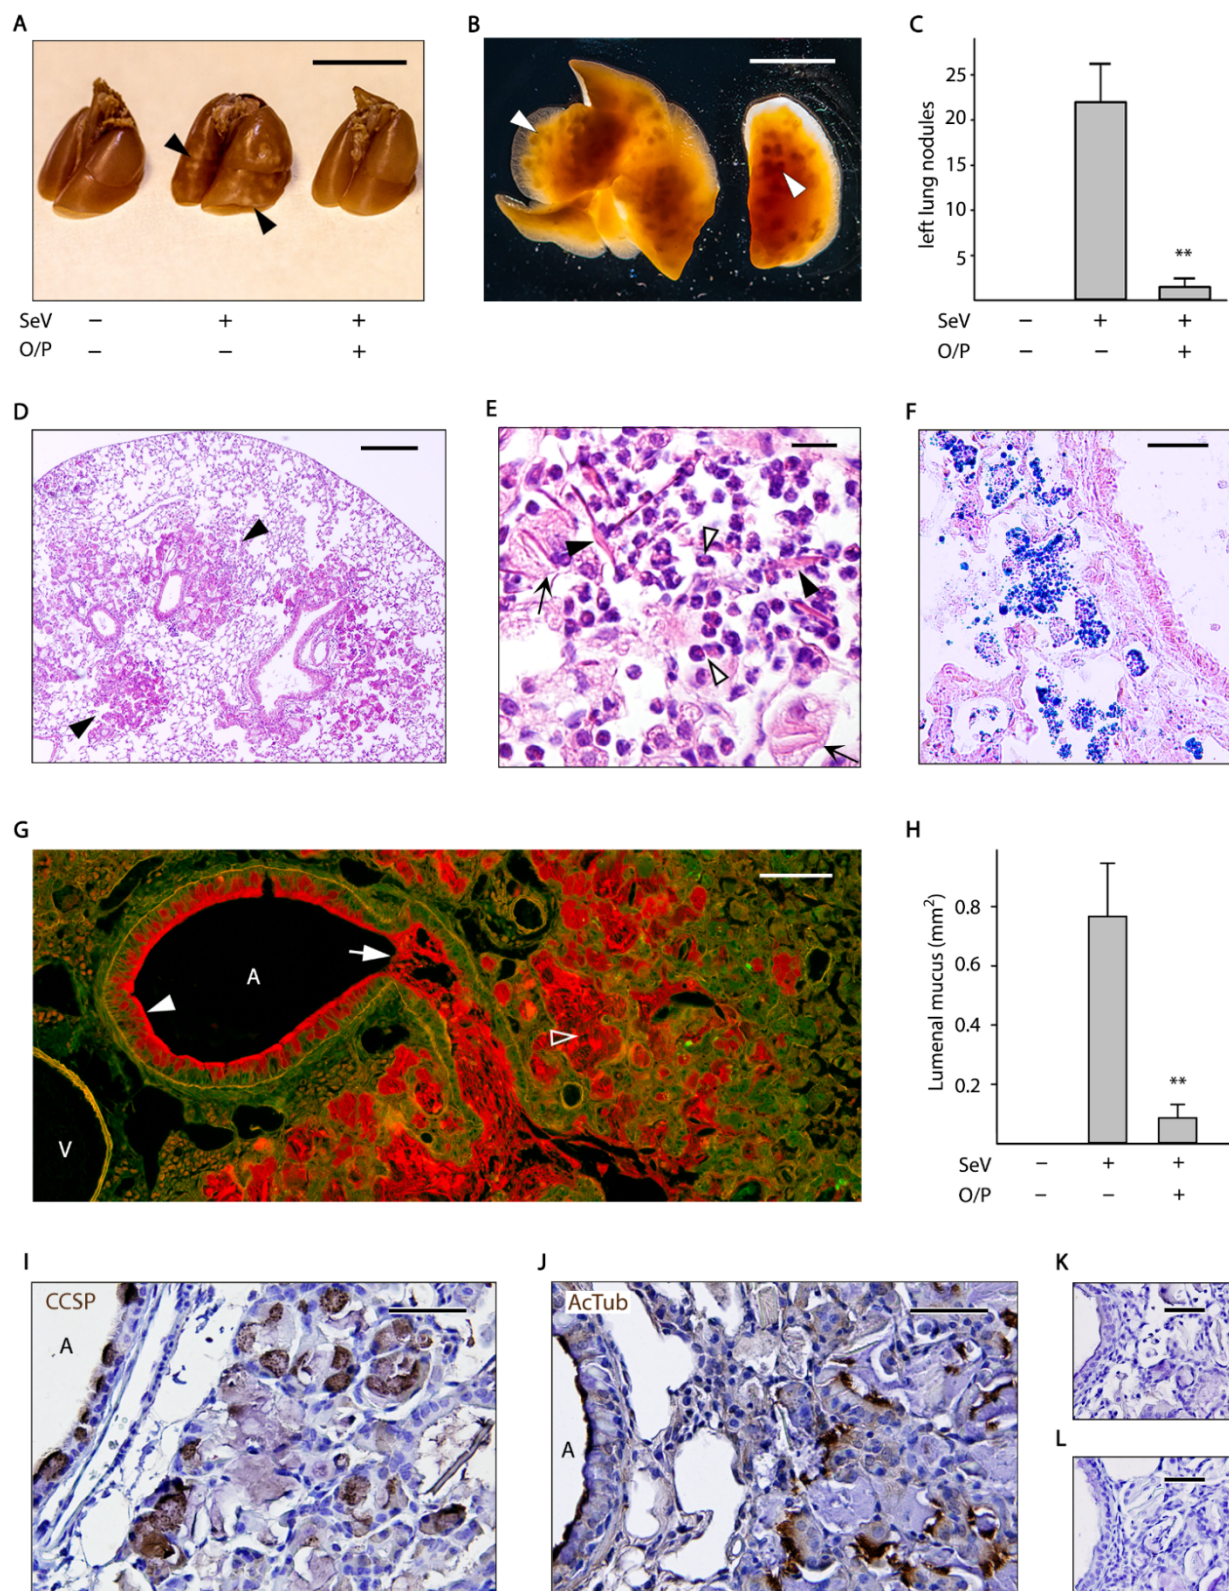 A
B
C
25
20
15
10
5
left lung nodules
**
SeV – + +
O/P – – +
SeV – + +
O/P – – +
D
E
F
G
A
V
H
0.8
0.6
0.4
0.2
Lumenal mucus (mm²)
**
SeV – + +
O/P – – +
I
CCSP
A
J
AcTub
A
K
L